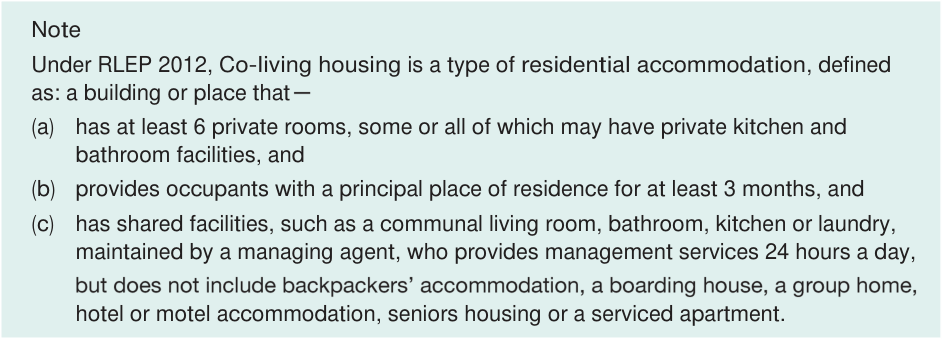 Note
Under RLEP 2012, Co-living housing is a type of residential accommodation, defined
as: a building or place that—
(a) has at least 6 private rooms, some or all of which may have private kitchen and
bathroom facilities, and
(b) provides occupants with a principal place of residence for at least 3 months, and
(c) has shared facilities, such as a communal living room, bathroom, kitchen or laundry,
maintained by a managing agent, who provides management services 24 hours a day,
but does not include backpackers’ accommodation, a boarding house, a group home,
hotel or motel accommodation, seniors housing or a serviced apartment.